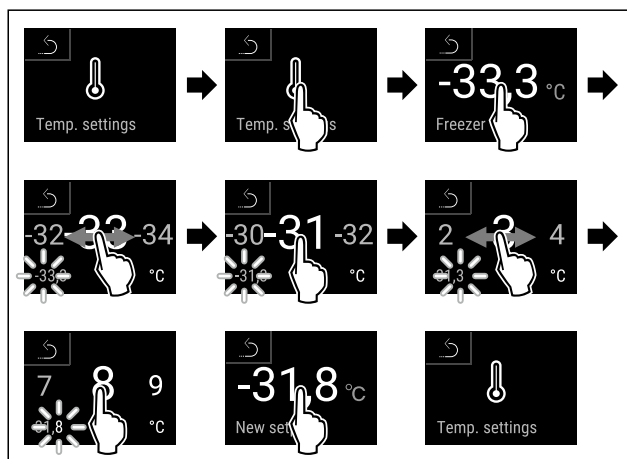 Temp. settings
Temp.
-33,3 °C
Freezer
-32 -33 -34
-33,3 °C
-30 -31 -32
-31,3 °C
2 3 4
31,3 °C
7 8 9
31,8 °C
-31,8 °C
New
Temp. settings